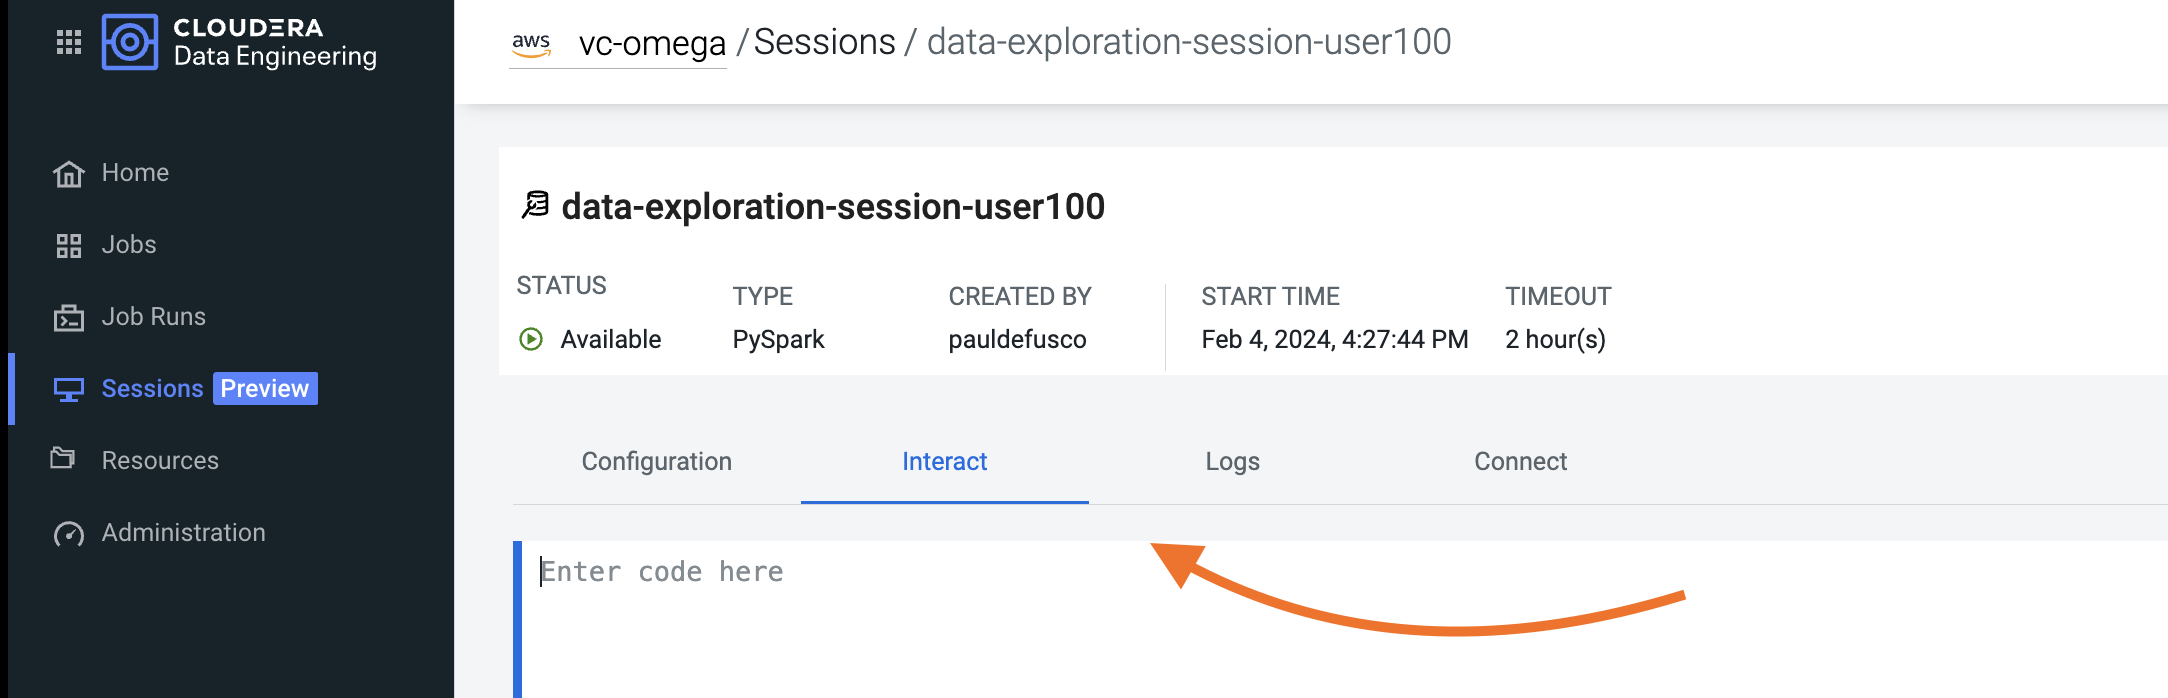 CLOUDERA
Data Engineering
Home
Jobs
Job Runs
Sessions Preview
Resources
Administration
aws vc-omega / Sessions / data-exploration-session-user100
data-exploration-session-user100
STATUS
Available
TYPE
PySpark
CREATED BY
pauldefusco
START TIME
Feb 4, 2024, 4:27:44 PM
TIMEOUT
2 hour(s)
Configuration Interact Logs Connect
Enter code here